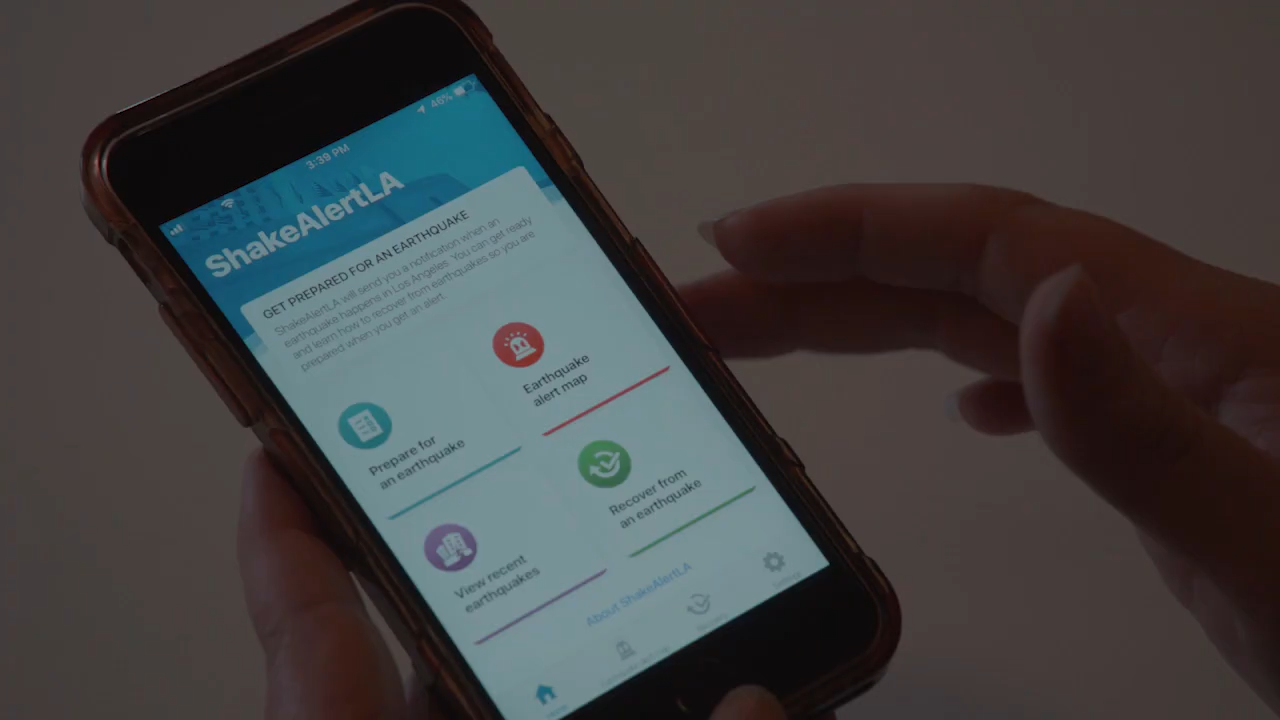 3:39 PM
46%
ShakeAlertLA
GET PREPARED FOR AN EARTHQUAKE
ShakeAlertLA will send you a notification when an
earthquake happens in Los Angeles. You can get ready
and learn how to recover from earthquakes so you are
prepared when you get an alert.
Prepare for
an earthquake
Earthquake
alert map
View recent
earthquakes
Recover from
an earthquake
About ShakeAlertLA
Settings